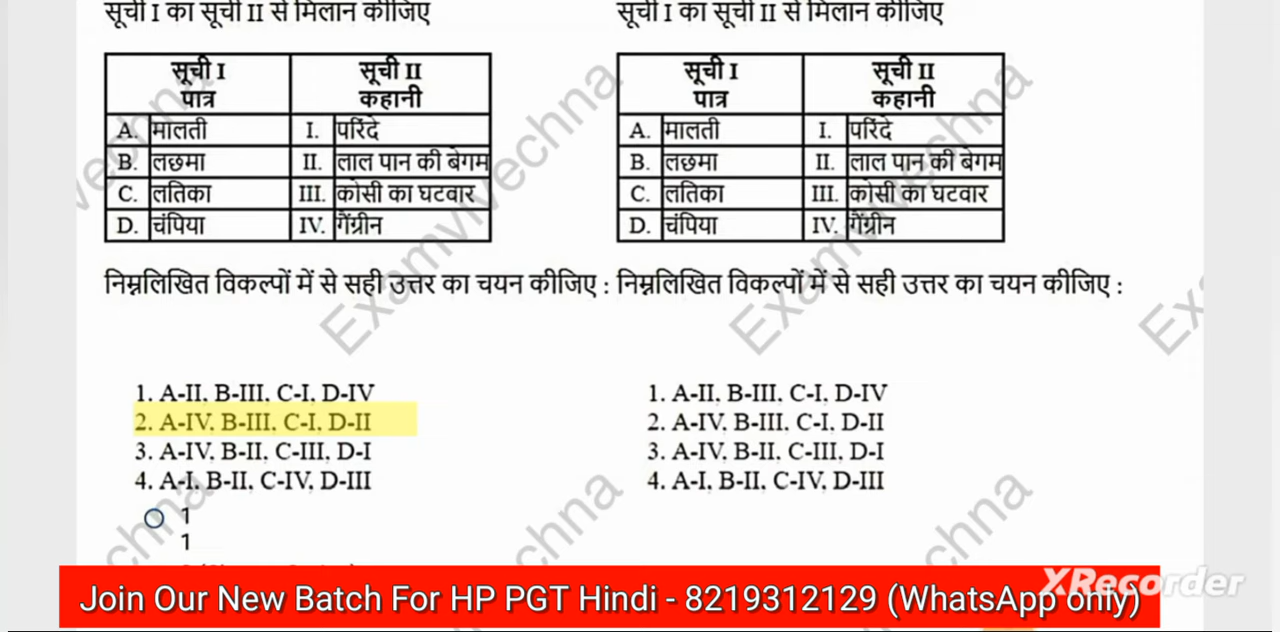 सूची I का सूची II से मिलान कीजिए
सूची I पात्र | सूची II कहानी
A. मालती | I. परिंदे
B. लछमा | II. लाल पान की बेगम
C. लतिका | III. कोसी का घटवार
D. चंपिया | IV. गैंग्रीन
निम्नलिखित विकल्पों में से सही उत्तर का चयन कीजिए :
1. A-II, B-III, C-I, D-IV
2. A-IV, B-III, C-I, D-II
3. A-IV, B-II, C-III, D-I
4. A-I, B-II, C-IV, D-III
1
1
सूची I का सूची II से मिलान कीजिए
सूची I पात्र | सूची II कहानी
A. मालती | I. परिंदे
B. लछमा | II. लाल पान की बेगम
C. लतिका | III. कोसी का घटवार
D. चंपिया | IV. गैंग्रीन
निम्नलिखित विकल्पों में से सही उत्तर का चयन कीजिए :
1. A-II, B-III, C-I, D-IV
2. A-IV, B-III, C-I, D-II
3. A-IV, B-II, C-III, D-I
4. A-I, B-II, C-IV, D-III
Join Our New Batch For HP PGT Hindi - 8219312129 (WhatsApp only)
XRecorder
Examvivechna